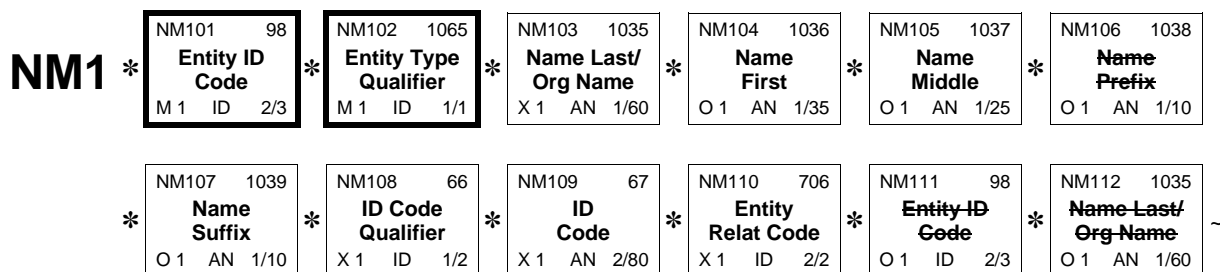 NM101 98 NM102 1065 NM103 1035 NM104 1036 NM105 1037 NM106 1038
NM1 * Entity ID * Entity Type * Name Last/ * Name * Name * Name
Code Qualifier Org Name First Middle Prefix
M 1 ID 2/3 M 1 ID 1/1 X 1 AN 1/60 O 1 AN 1/35 O 1 AN 1/25 O 1 AN 1/10
NM107 1039 NM108 66 NM109 67 NM110 706 NM111 98 NM112 1035
* Name * ID Code * ID * Entity * Entity ID * Name Last/ ~
Suffix Qualifier Code Relat Code Code Org Name
O 1 AN 1/10 X 1 ID 1/2 X 1 AN 2/80 X 1 ID 2/2 O 1 ID 2/3 O 1 AN 1/60